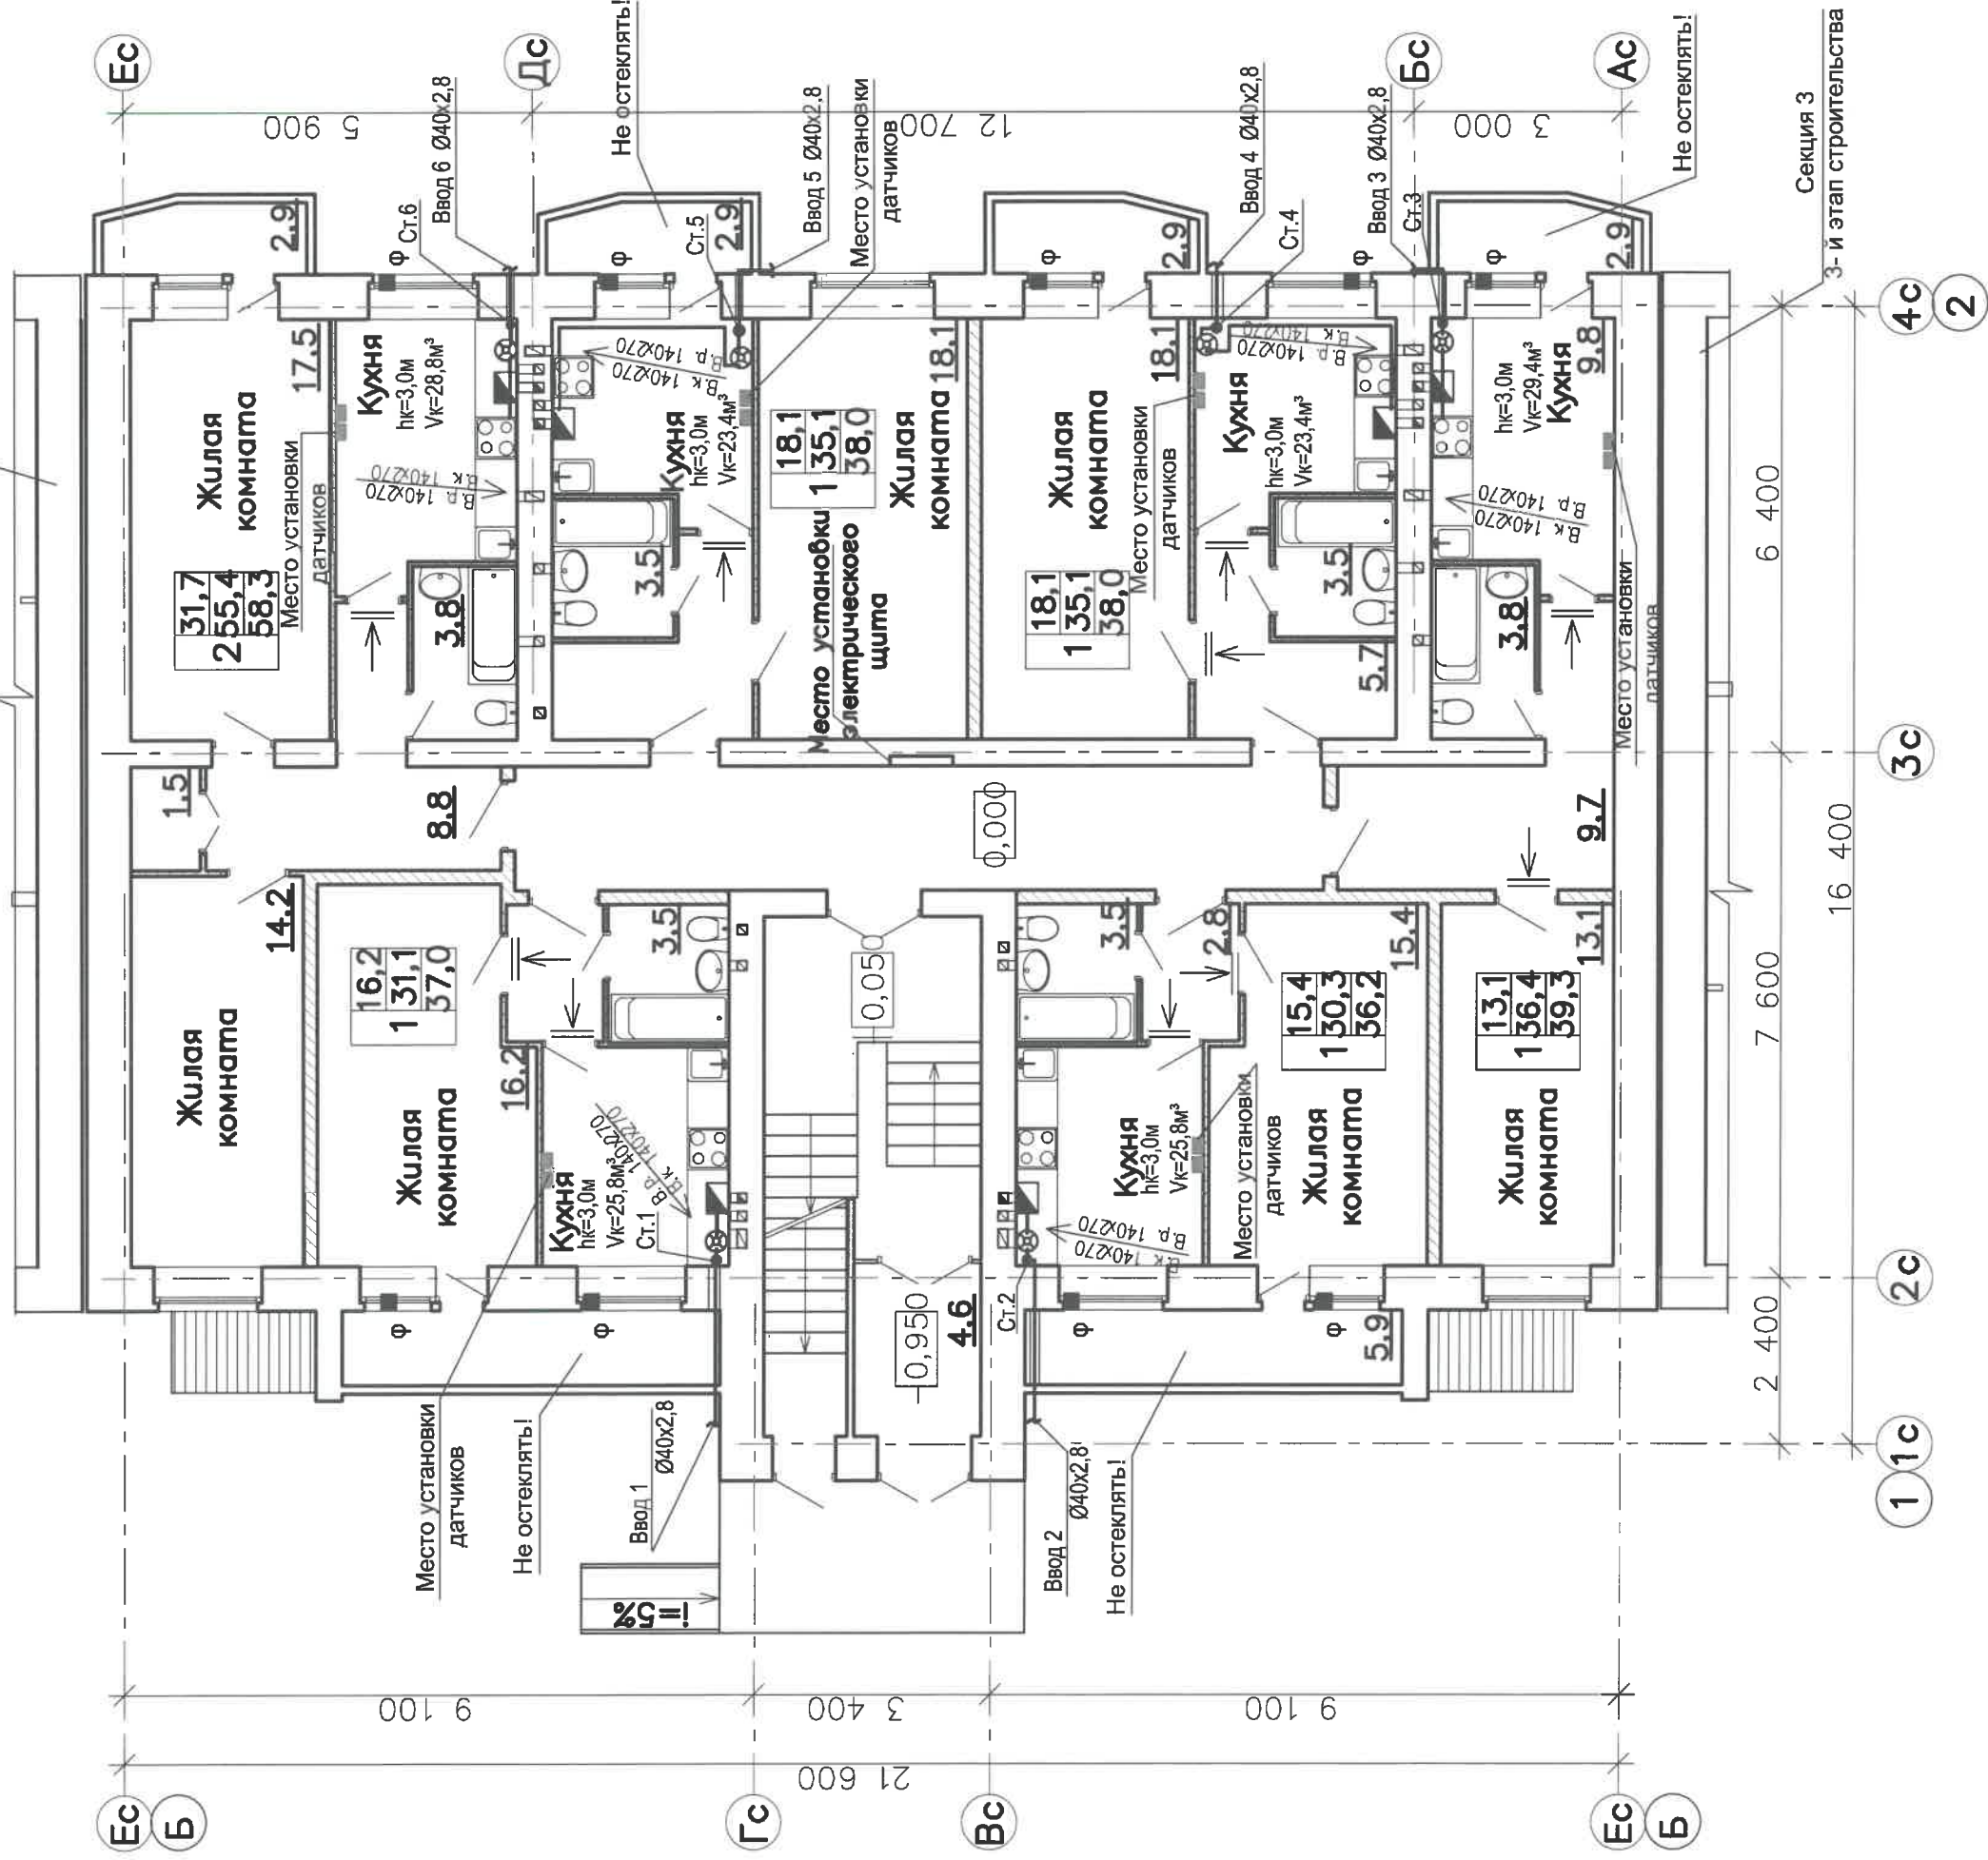 Ес
5 900
Дс
12 700
Бс
3 000
Ас
Ввод 6 Ø40х2,8
Ст.6
Не остеклять!
Ввод 5 Ø40х2,8
Ст.5
Место установки
датчиков
Ввод 4 Ø40х2,8
Ст.4
Ввод 3 Ø40х2,8
Ст.3
Не остеклять!
Секция 3
3- й этап строительства
2,9
ф
2,9
ф
2,9
ф
ф
2,9
ф
Жилая
комната
17,5
31,7
2 55,4
58,3
Место установки
датчиков
Кухня
hк=3,0м
Vк=28,8м³
В.р. 140х270
В.к. 140х270
3,8
Кухня
hк=3,0м
Vк=23,4м³
В.р. 140х270
В.к. 140х270
3,5
18,1
1 35,1
38,0
Жилая
комната
18,1
Место установки
электрического
щита
Жилая
комната
18,1
18,1
1 35,1
38,0
Место установки
датчиков
Кухня
hк=3,0м
Vк=23,4м³
В.к. 140х270
В.р. 140х270
3,5
5,7
Кухня
hк=3,0м
Vк=29,4м³
9,8
В.р. 140х270
В.к. 140х270
3,8
Место установки
датчиков
4с
2
6 400
3с
16 400
7 600
2с
2 400
1с
1
1,5
8,8
0,000
9,7
14,2
Жилая
комната
16,2
1 31,1
37,0
Жилая
комната
16,2
3,5
Кухня
hк=3,0м
Vк=25,8м³
В.р. 140х270
В.к. 140х270
Ст.1
0,05
-0,950
4.6
Ст.2
3,5
2,8
Кухня
hк=3,0м
Vк=25,8м³
В.р. 140х270
В.к. 140х270
Место установки
датчиков
15,4
15,4
1 30,3
36,2
Жилая
комната
13,1
13,1
1 36,4
39,3
Жилая
комната
ф
ф
ф
ф
5,9
Место установки
датчиков
Не остеклять!
Ввод 1
Ø40х2,8
i=5%
Ввод 2
Ø40х2,8
Не остеклять!
9 100
3 400
9 100
21 600
Ес
Б
Гс
Вс
Ес
Б